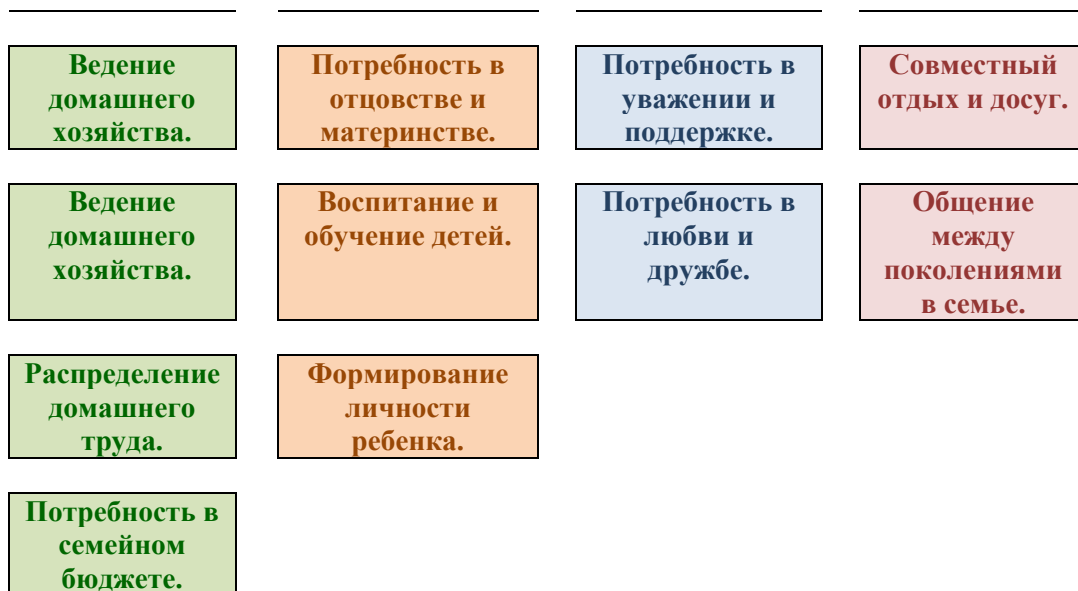 Ведение
домашнего
хозяйства.
Потребность в
отцовстве и
материнстве.
Потребность в
уважении и
поддержке.
Совместный
отдых и досуг.
Ведение
домашнего
хозяйства.
Воспитание и
обучение детей.
Потребность в
любви и
дружбе.
Общение
между
поколениями
в семье.
Распределение
домашнего
труда.
Формирование
личности
ребенка.
Потребность в
семейном
бюджете.